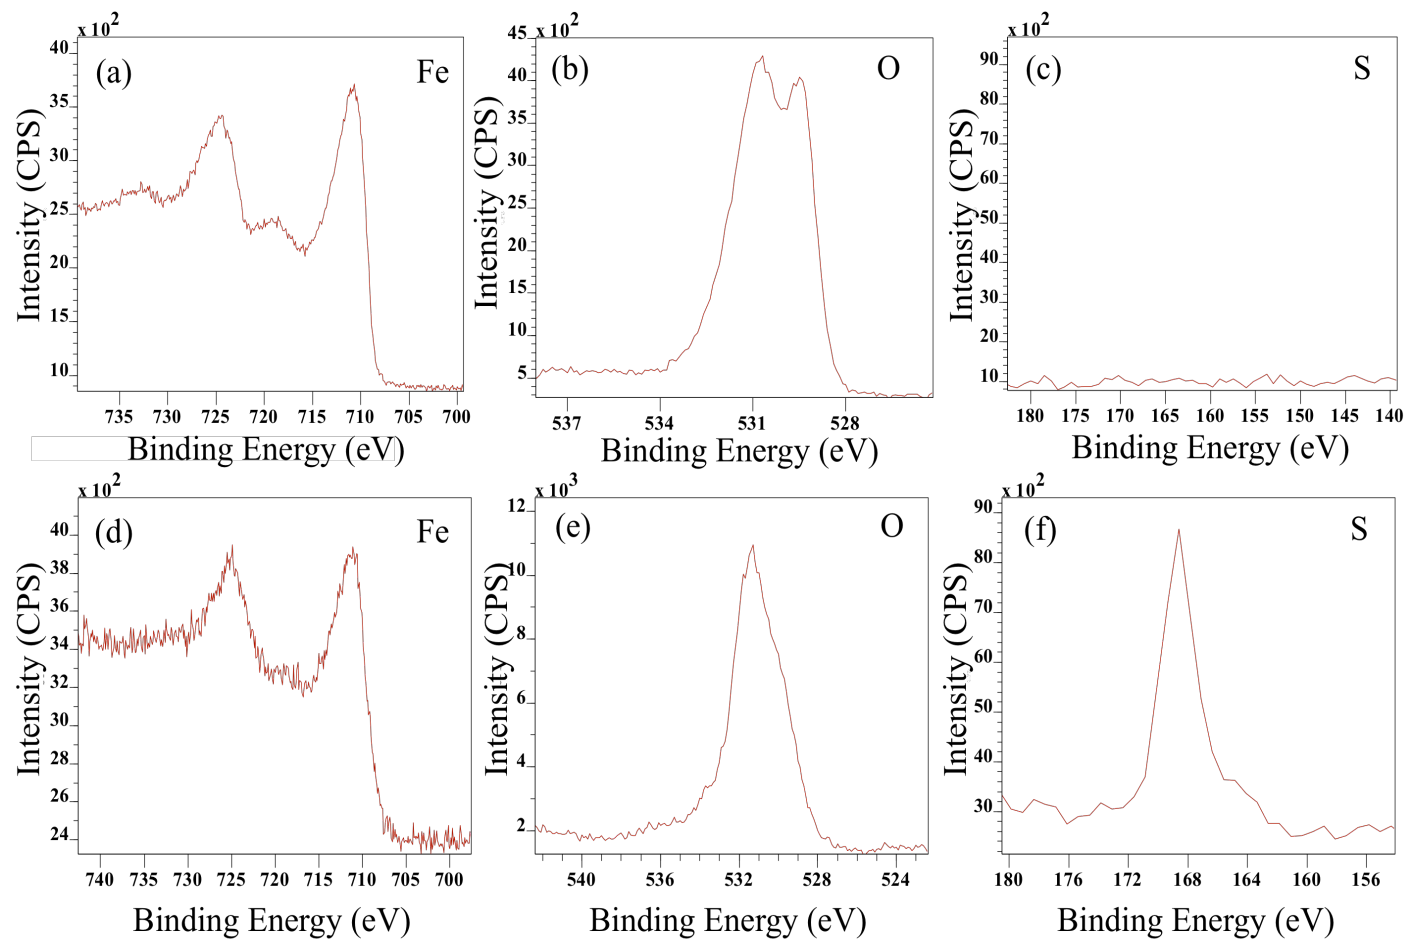 x 10²
(a) Fe
40
35
30
25
20
15
10
Intensity (CPS)
735 730 725 720 715 710 705 700
Binding Energy (eV)
x 10²
(b) O
45
40
35
30
25
20
15
10
5
Intensity (CPS)
537 534 531 528
Binding Energy (eV)
x 10²
(c) S
90
80
70
60
50
40
30
20
10
Intensity (CPS)
180 175 170 165 160 155 150 145 140
Binding Energy (eV)
x 10²
(d) Fe
40
38
36
34
32
30
28
26
24
Intensity (CPS)
740 735 730 725 720 715 710 705 700
Binding Energy (eV)
x 10³
(e) O
12
10
8
6
4
2
Intensity (CPS)
540 536 532 528 524
Binding Energy (eV)
x 10²
(f) S
90
80
70
60
50
40
30
Intensity (CPS)
180 176 172 168 164 160 156
Binding Energy (eV)